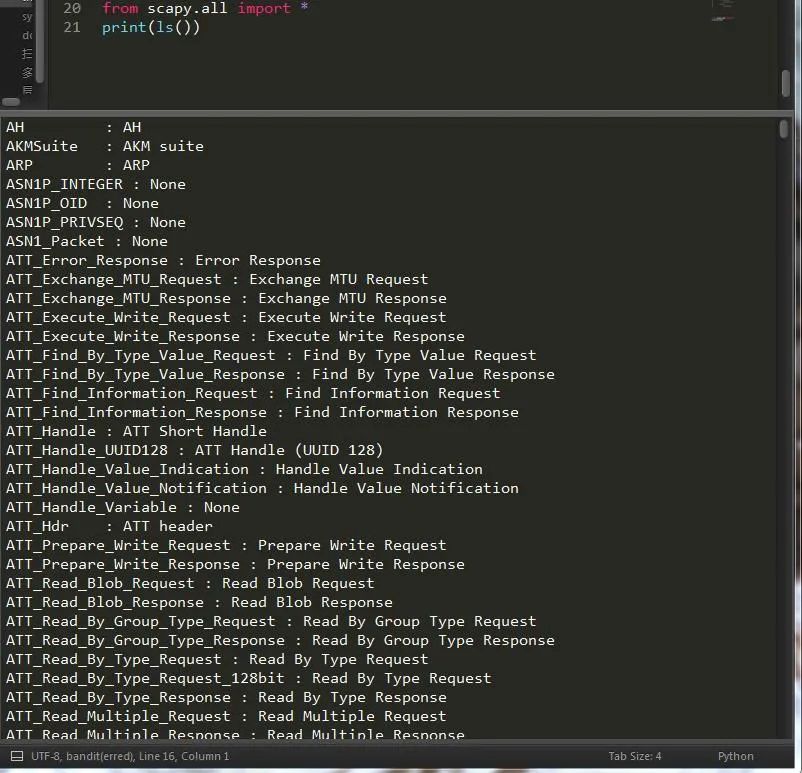 sy
20 from scapy.all import *
21 print(ls())
扫
多
AH         : AH
AKMSuite   : AKM suite
ARP        : ARP
ASN1P_INTEGER : None
ASN1P_OID  : None
ASN1P_PRIVSEQ : None
ASN1_Packet : None
ATT_Error_Response : Error Response
ATT_Exchange_MTU_Request : Exchange MTU Request
ATT_Exchange_MTU_Response : Exchange MTU Response
ATT_Execute_Write_Request : Execute Write Request
ATT_Execute_Write_Response : Execute Write Response
ATT_Find_By_Type_Value_Request : Find By Type Value Request
ATT_Find_By_Type_Value_Response : Find By Type Value Response
ATT_Find_Information_Request : Find Information Request
ATT_Find_Information_Response : Find Information Response
ATT_Handle : ATT Short Handle
ATT_Handle_UUID128 : ATT Handle (UUID 128)
ATT_Handle_Value_Indication : Handle Value Indication
ATT_Handle_Value_Notification : Handle Value Notification
ATT_Handle_Variable : None
ATT_Hdr    : ATT header
ATT_Prepare_Write_Request : Prepare Write Request
ATT_Prepare_Write_Response : Prepare Write Response
ATT_Read_Blob_Request : Read Blob Request
ATT_Read_Blob_Response : Read Blob Response
ATT_Read_By_Group_Type_Request : Read By Group Type Request
ATT_Read_By_Group_Type_Response : Read By Group Type Response
ATT_Read_By_Type_Request : Read By Type Request
ATT_Read_By_Type_Request_128bit : Read By Type Request
ATT_Read_By_Type_Response : Read By Type Response
ATT_Read_Multiple_Request : Read Multiple Request
ATT_Read_Multiple_Response : Read Multiple Response
UTF-8, bandit(erred), Line 16, Column 1 Tab Size: 4 Python